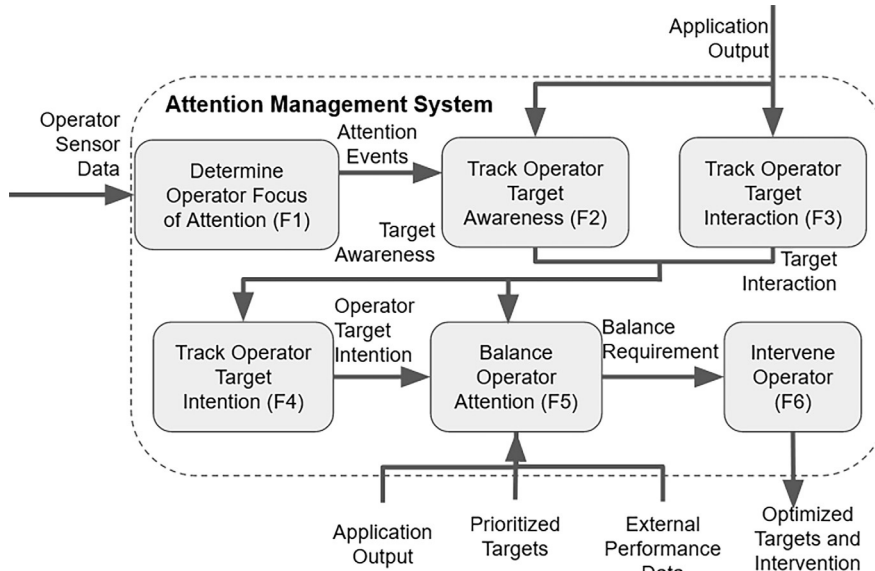 Application
Output
Attention Management System
Operator
Sensor
Data
Attention
Events
Determine
Operator Focus
of Attention (F1)
Track Operator
Target
Awareness (F2)
Track Operator
Target
Interaction (F3)
Target
Awareness
Target
Interaction
Operator
Target
Intention
Balance
Requirement
Track Operator
Target
Intention (F4)
Balance
Operator
Attention (F5)
Intervene
Operator
(F6)
Application
Output
Prioritized
Targets
External
Performance
Data
Optimized
Targets and
Intervention